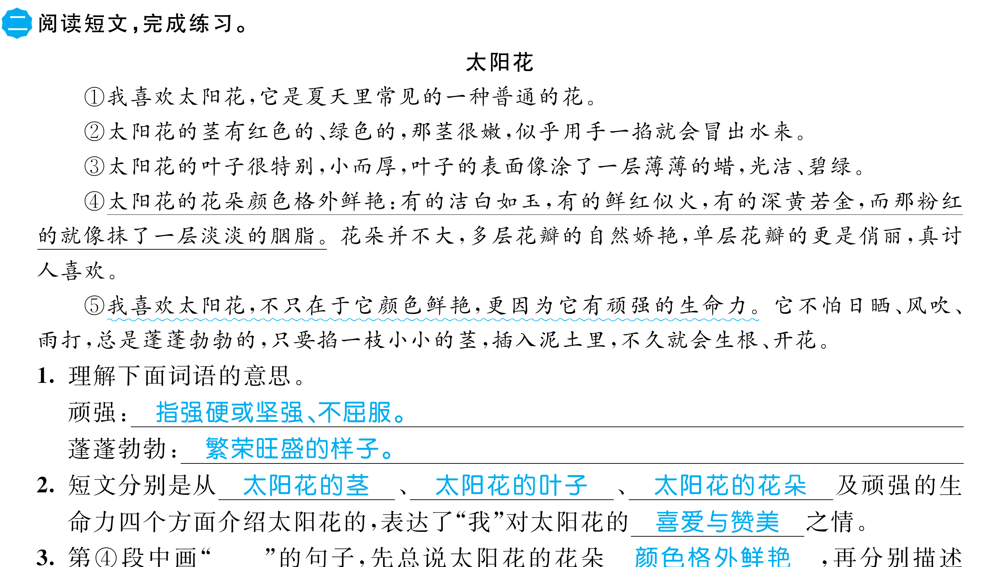 二 阅读短文,完成练习。
太阳花
①我喜欢太阳花,它是夏天里常见的一种普通的花。
②太阳花的茎有红色的、绿色的,那茎很嫩,似乎用手一掐就会冒出水来。
③太阳花的叶子很特别,小而厚,叶子的表面像涂了一层薄薄的蜡,光洁、碧绿。
④太阳花的花朵颜色格外鲜艳:有的洁白如玉,有的鲜红似火,有的深黄若金,而那粉红
的就像抹了一层淡淡的胭脂。花朵并不大,多层花瓣的自然娇艳,单层花瓣的更是俏丽,真讨
人喜欢。
⑤我喜欢太阳花,不只在于它颜色鲜艳,更因为它有顽强的生命力。它不怕日晒、风吹、
雨打,总是蓬蓬勃勃的,只要掐一枝小小的茎,插入泥土里,不久就会生根、开花。
1. 理解下面词语的意思。
顽强:指强硬或坚强、不屈服。
蓬蓬勃勃:繁荣旺盛的样子。
2. 短文分别是从 太阳花的茎 、 太阳花的叶子 、 太阳花的花朵 及顽强的生
命力四个方面介绍太阳花的,表达了“我”对太阳花的 喜爱与赞美 之情。
3. 第④段中画“ ”的句子,先总说太阳花的花朵 颜色格外鲜艳 ,再分别描述